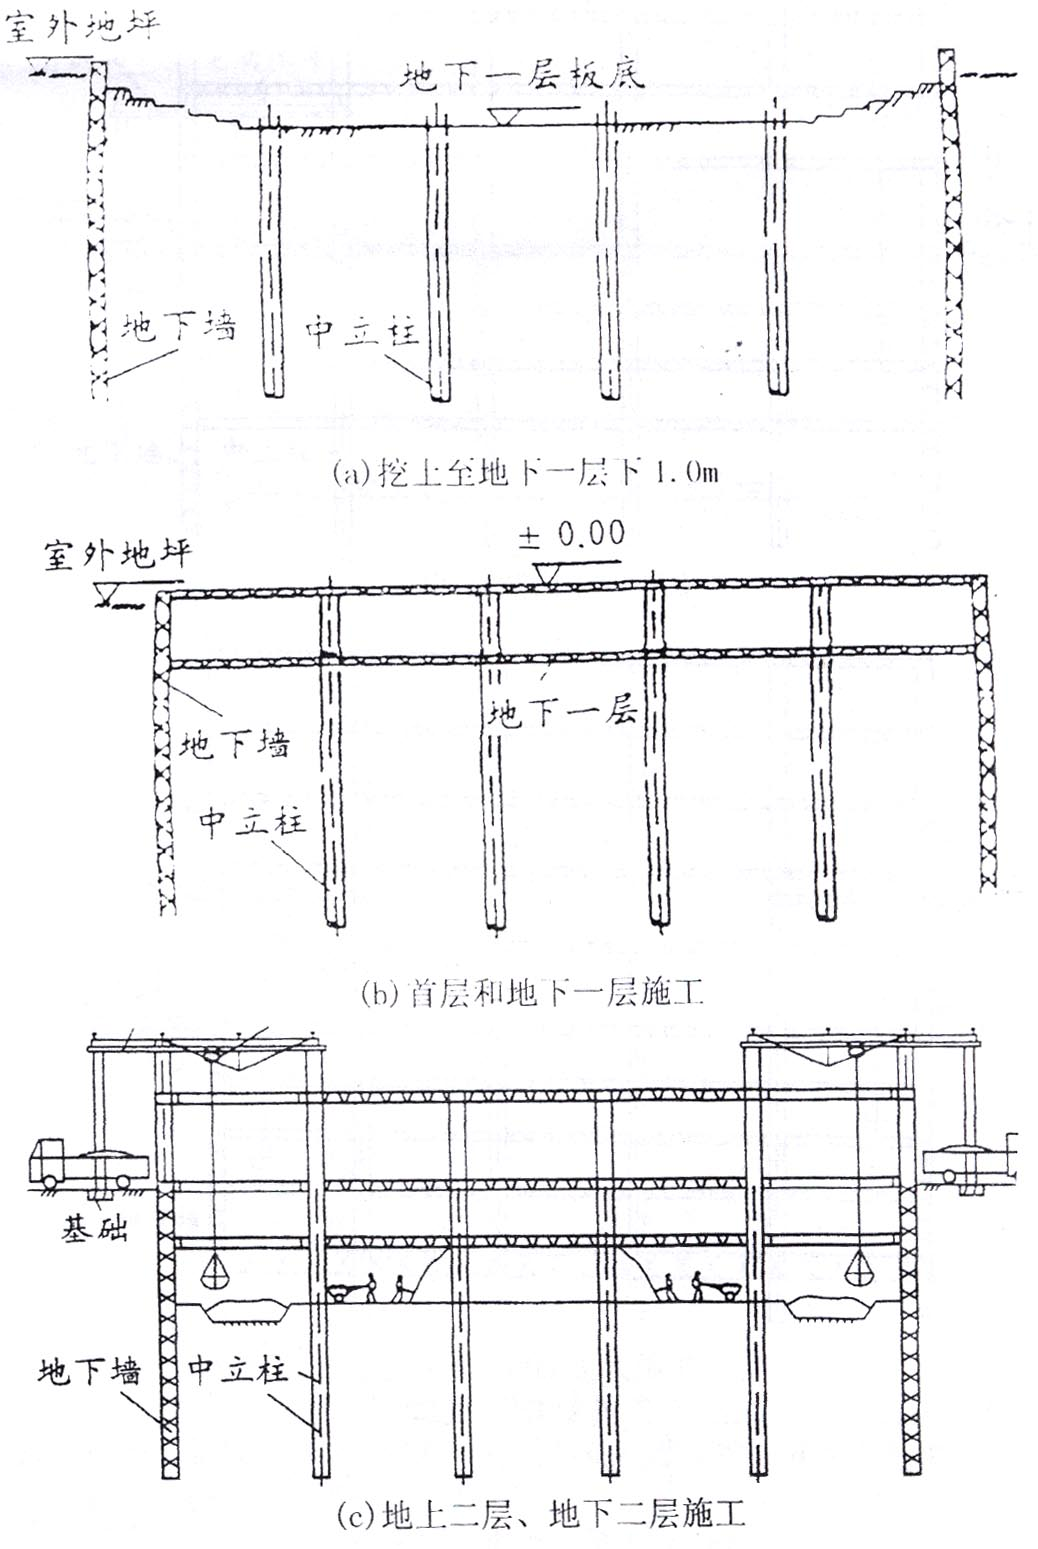 室外地坪
地下一层板底
地下墙
中立柱
(a)挖土至地下一层下1.0m
± 0.00
室外地坪
地下一层
地下墙
中立柱
(b)首层和地下一层施工
基础
地下墙
中立柱
(c)地上二层、地下二层施工